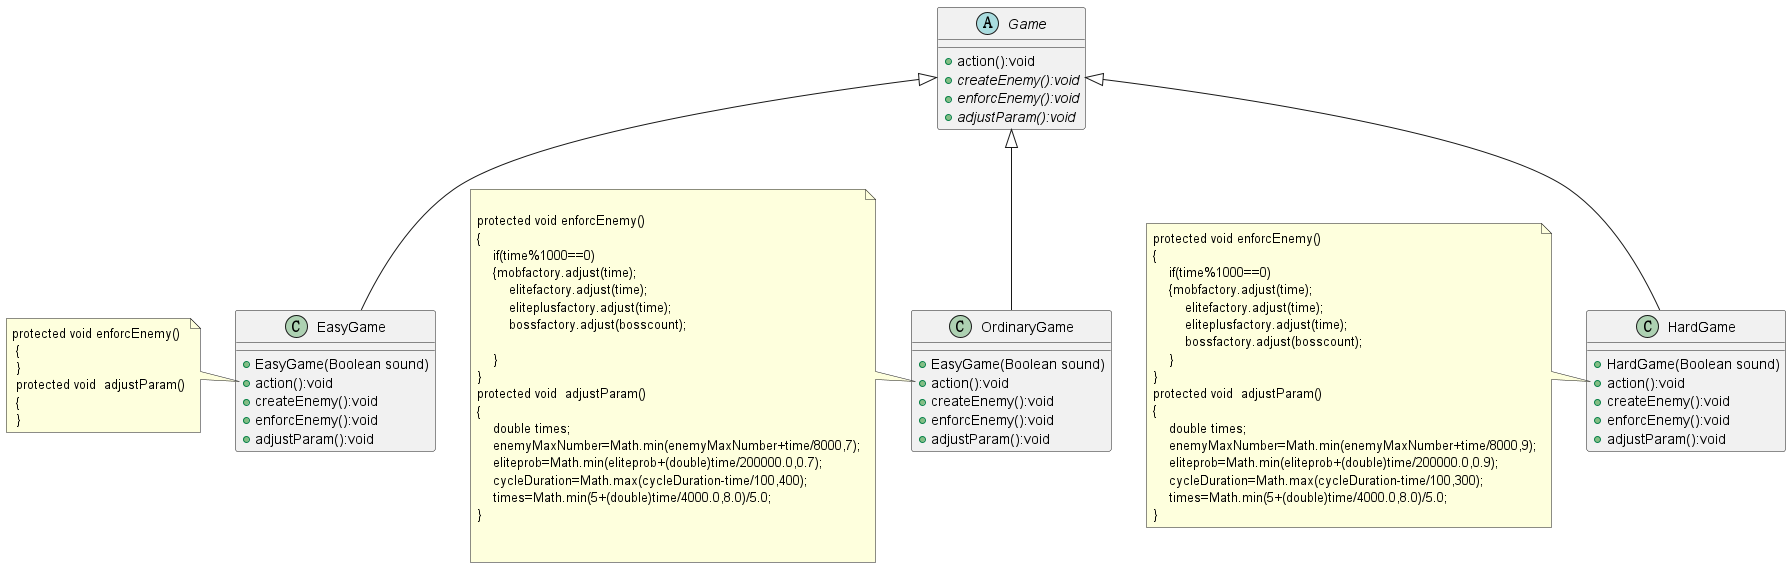 A Game
action():void
createEnemy():void
enforcEnemy():void
adjustParam():void
protected void enforcEnemy()
{
}
protected void  adjustParam()
{
}
C EasyGame
EasyGame(Boolean sound)
action():void
createEnemy():void
enforcEnemy():void
adjustParam():void
protected void enforcEnemy()
{
if(time%1000==0)
{mobfactory.adjust(time);
elitefactory.adjust(time);
eliteplusfactory.adjust(time);
bossfactory.adjust(bosscount);
}
}
protected void  adjustParam()
{
double times;
enemyMaxNumber=Math.min(enemyMaxNumber+time/8000,7);
eliteprob=Math.min(eliteprob+(double)time/200000.0,0.7);
cycleDuration=Math.max(cycleDuration-time/100,400);
times=Math.min(5+(double)time/4000.0,8.0)/5.0;
}
C OrdinaryGame
EasyGame(Boolean sound)
action():void
createEnemy():void
enforcEnemy():void
adjustParam():void
protected void enforcEnemy()
{
if(time%1000==0)
{mobfactory.adjust(time);
elitefactory.adjust(time);
eliteplusfactory.adjust(time);
bossfactory.adjust(bosscount);
}
}
protected void  adjustParam()
{
double times;
enemyMaxNumber=Math.min(enemyMaxNumber+time/8000,9);
eliteprob=Math.min(eliteprob+(double)time/200000.0,0.9);
cycleDuration=Math.max(cycleDuration-time/100,300);
times=Math.min(5+(double)time/4000.0,8.0)/5.0;
}
C HardGame
HardGame(Boolean sound)
action():void
createEnemy():void
enforcEnemy():void
adjustParam():void